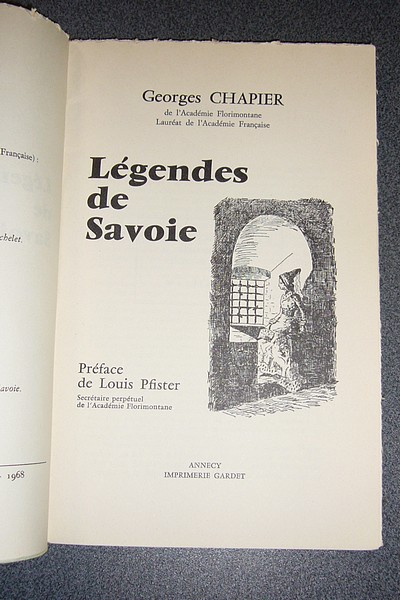 Française) :
chelet.
avoie.
1968
Georges CHAPIER
de l'Académie Florimontane
Lauréat de l'Académie Française
Légendes
de
Savoie
Préface
de Louis Pfister
Secrétaire perpétuel
de l'Académie Florimontane
ANNECY
IMPRIMERIE GARDET